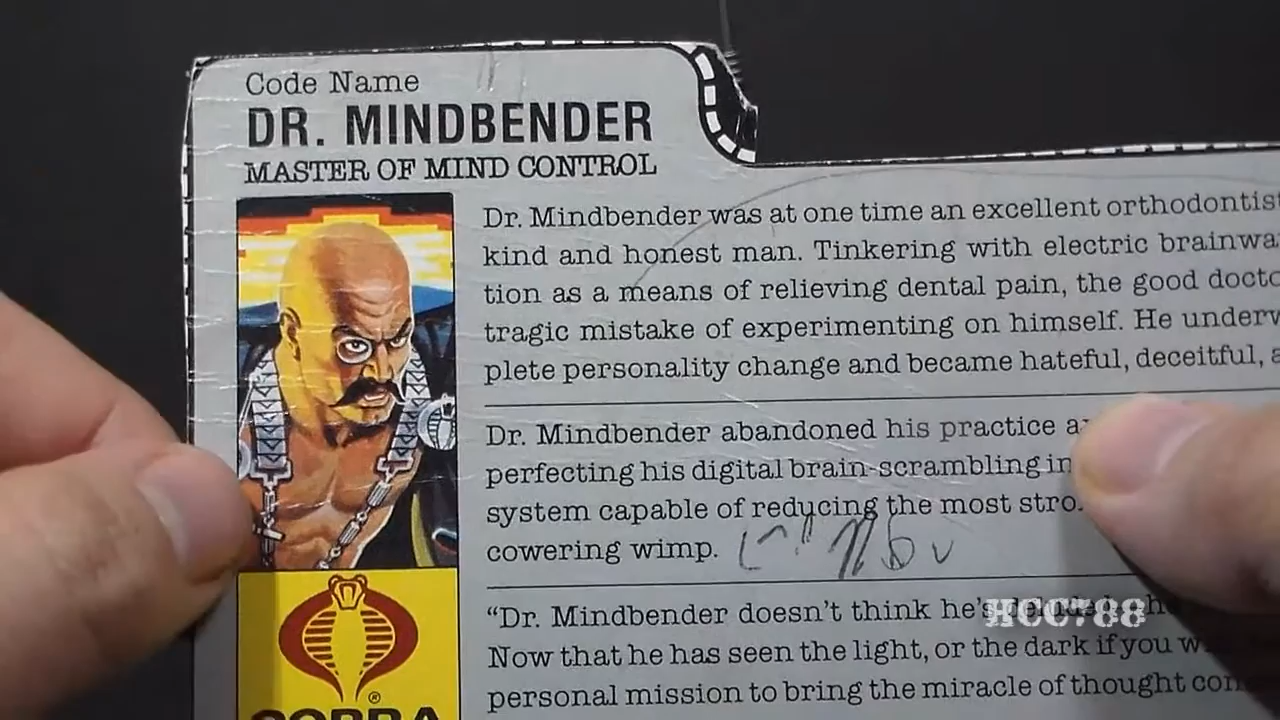 Code Name
DR. MINDBENDER
MASTER OF MIND CONTROL
Dr. Mindbender was at one time an excellent orthodontist
kind and honest man. Tinkering with electric brainwa
tion as a means of relieving dental pain, the good docto
tragic mistake of experimenting on himself. He underw
plete personality change and became hateful, deceitful, a
Dr. Mindbender abandoned his practice a
perfecting his digital brain-scrambling in
system capable of reducing the most stro
cowering wimp.
"Dr. Mindbender doesn't think he's deluded
HCC788
Now that he has seen the light, or the dark if you w
personal mission to bring the miracle of thought con
®
COBRA